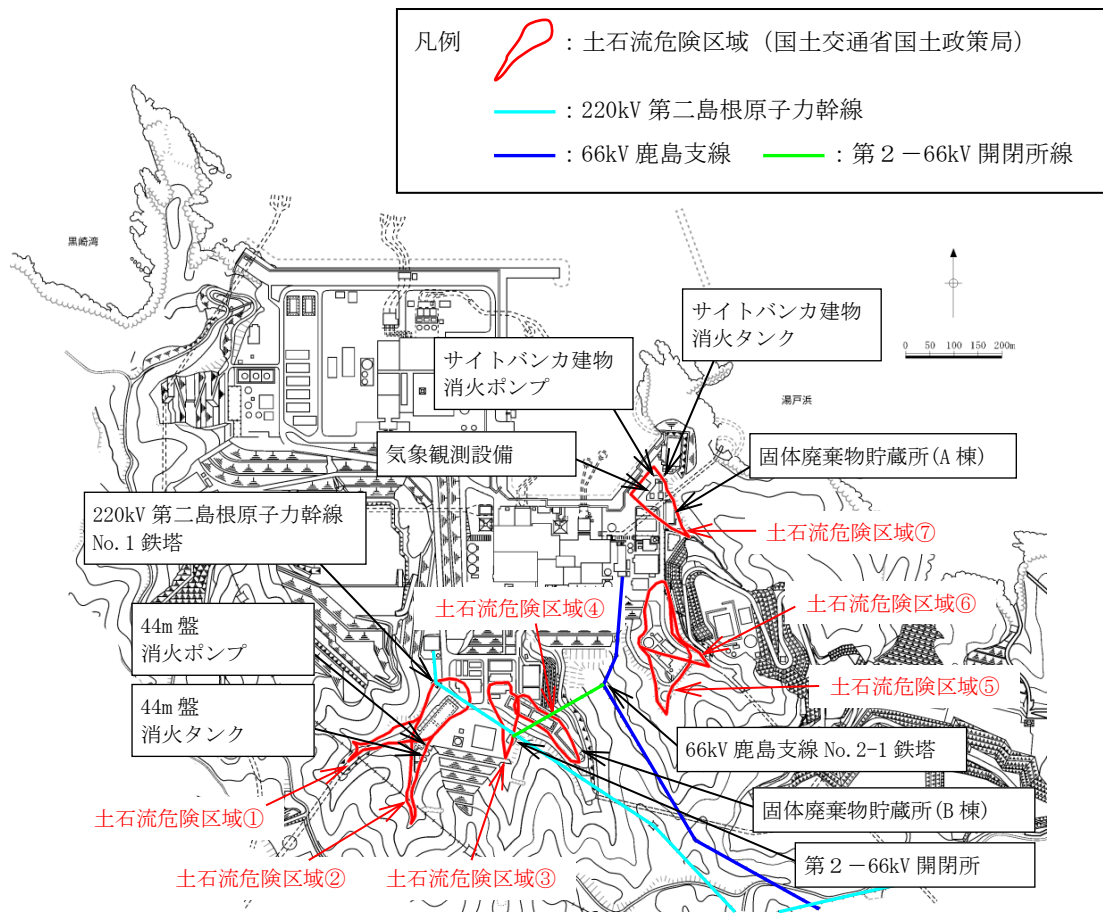 凡例
：土石流危険区域（国土交通省国土政策局）
：220kV 第二島根原子力幹線
：66kV 鹿島支線
：第２－66kV 開閉所線
黒崎湾
サイトバンカ建物
消火タンク
サイトバンカ建物
消火ポンプ
0 50 100 150 200m
湯戸浜
気象観測設備
固体廃棄物貯蔵所(A 棟)
220kV 第二島根原子力幹線
No.1 鉄塔
土石流危険区域⑦
土石流危険区域④
土石流危険区域⑥
44m 盤
消火ポンプ
土石流危険区域⑤
44m 盤
消火タンク
66kV 鹿島支線 No.2-1 鉄塔
土石流危険区域①
固体廃棄物貯蔵所(B 棟)
土石流危険区域②
土石流危険区域③
第２－66kV 開閉所